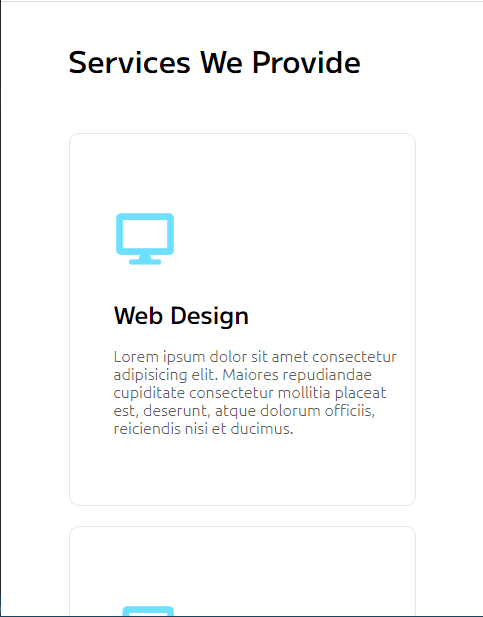 Services We Provide
Web Design
Lorem ipsum dolor sit amet consectetur
adipisicing elit. Maiores repudiandae
cupiditate consectetur mollitia placeat
est, deserunt, atque dolorum officiis,
reiciendis nisi et ducimus.